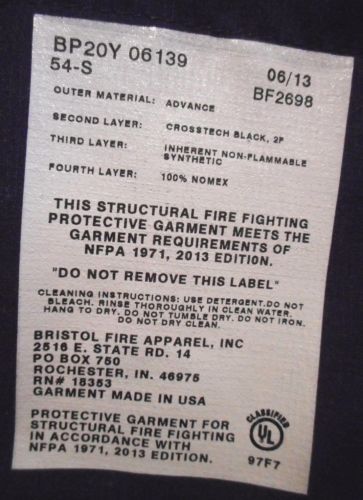 BP20Y 06139 06/13
54-S BF2698
OUTER MATERIAL: ADVANCE
SECOND LAYER: CROSSTECH BLACK, 2F
THIRD LAYER: INHERENT NON-FLAMMABLE
SYNTHETIC
FOURTH LAYER: 100% NOMEX
THIS STRUCTURAL FIRE FIGHTING
PROTECTIVE GARMENT MEETS THE
GARMENT REQUIREMENTS OF
NFPA 1971, 2013 EDITION.
"DO NOT REMOVE THIS LABEL"
CLEANING INSTRUCTIONS: USE DETERGENT.DO NOT
BLEACH. RINSE THOROUGHLY IN CLEAN WATER.
HANG TO DRY. DO NOT TUMBLE DRY. DO NOT IRON.
DO NOT DRY CLEAN.
BRISTOL FIRE APPAREL, INC
2516 E. STATE RD. 14
PO BOX 750
ROCHESTER, IN. 46975
RN# 18353
GARMENT MADE IN USA
PROTECTIVE GARMENT FOR
STRUCTURAL FIRE FIGHTING
IN ACCORDANCE WITH
NFPA 1971, 2013 EDITION.
CLASSIFIED
UL
97F7